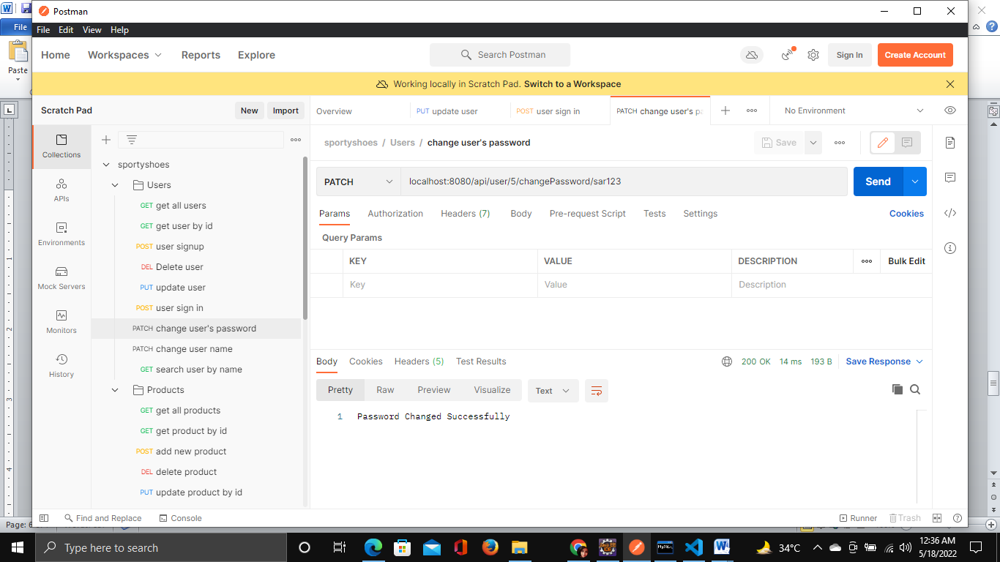 Postman
File
File Edit View Help
Paste
Home Workspaces Reports Explore Search Postman Sign In Create Account
Working locally in Scratch Pad. Switch to a Workspace
Scratch Pad New Import
Overview PUT update user POST user sign in PATCH change user's pa No Environment
Collections
APIs
Environments
Mock Servers
Monitors
History
sportyshoes
Users
GET get all users
GET get user by id
POST user signup
DEL Delete user
PUT update user
POST user sign in
PATCH change user's password
PATCH change user name
GET search user by name
Products
GET get all products
GET get product by id
POST add new product
DEL delete product
PUT update product by id
sportyshoes / Users / change user's password Save
PATCH localhost:8080/api/user/5/changePassword/sar123 Send
Params Authorization Headers (7) Body Pre-request Script Tests Settings Cookies
Query Params
KEY VALUE DESCRIPTION Bulk Edit
Key Value Description
Body Cookies Headers (5) Test Results 200 OK 14 ms 193 B Save Response
Pretty Raw Preview Visualize Text
1 Password Changed Successfully
Find and Replace Console Runner Trash
Page:
Type here to search 34°C 12:36 AM
5/18/2022